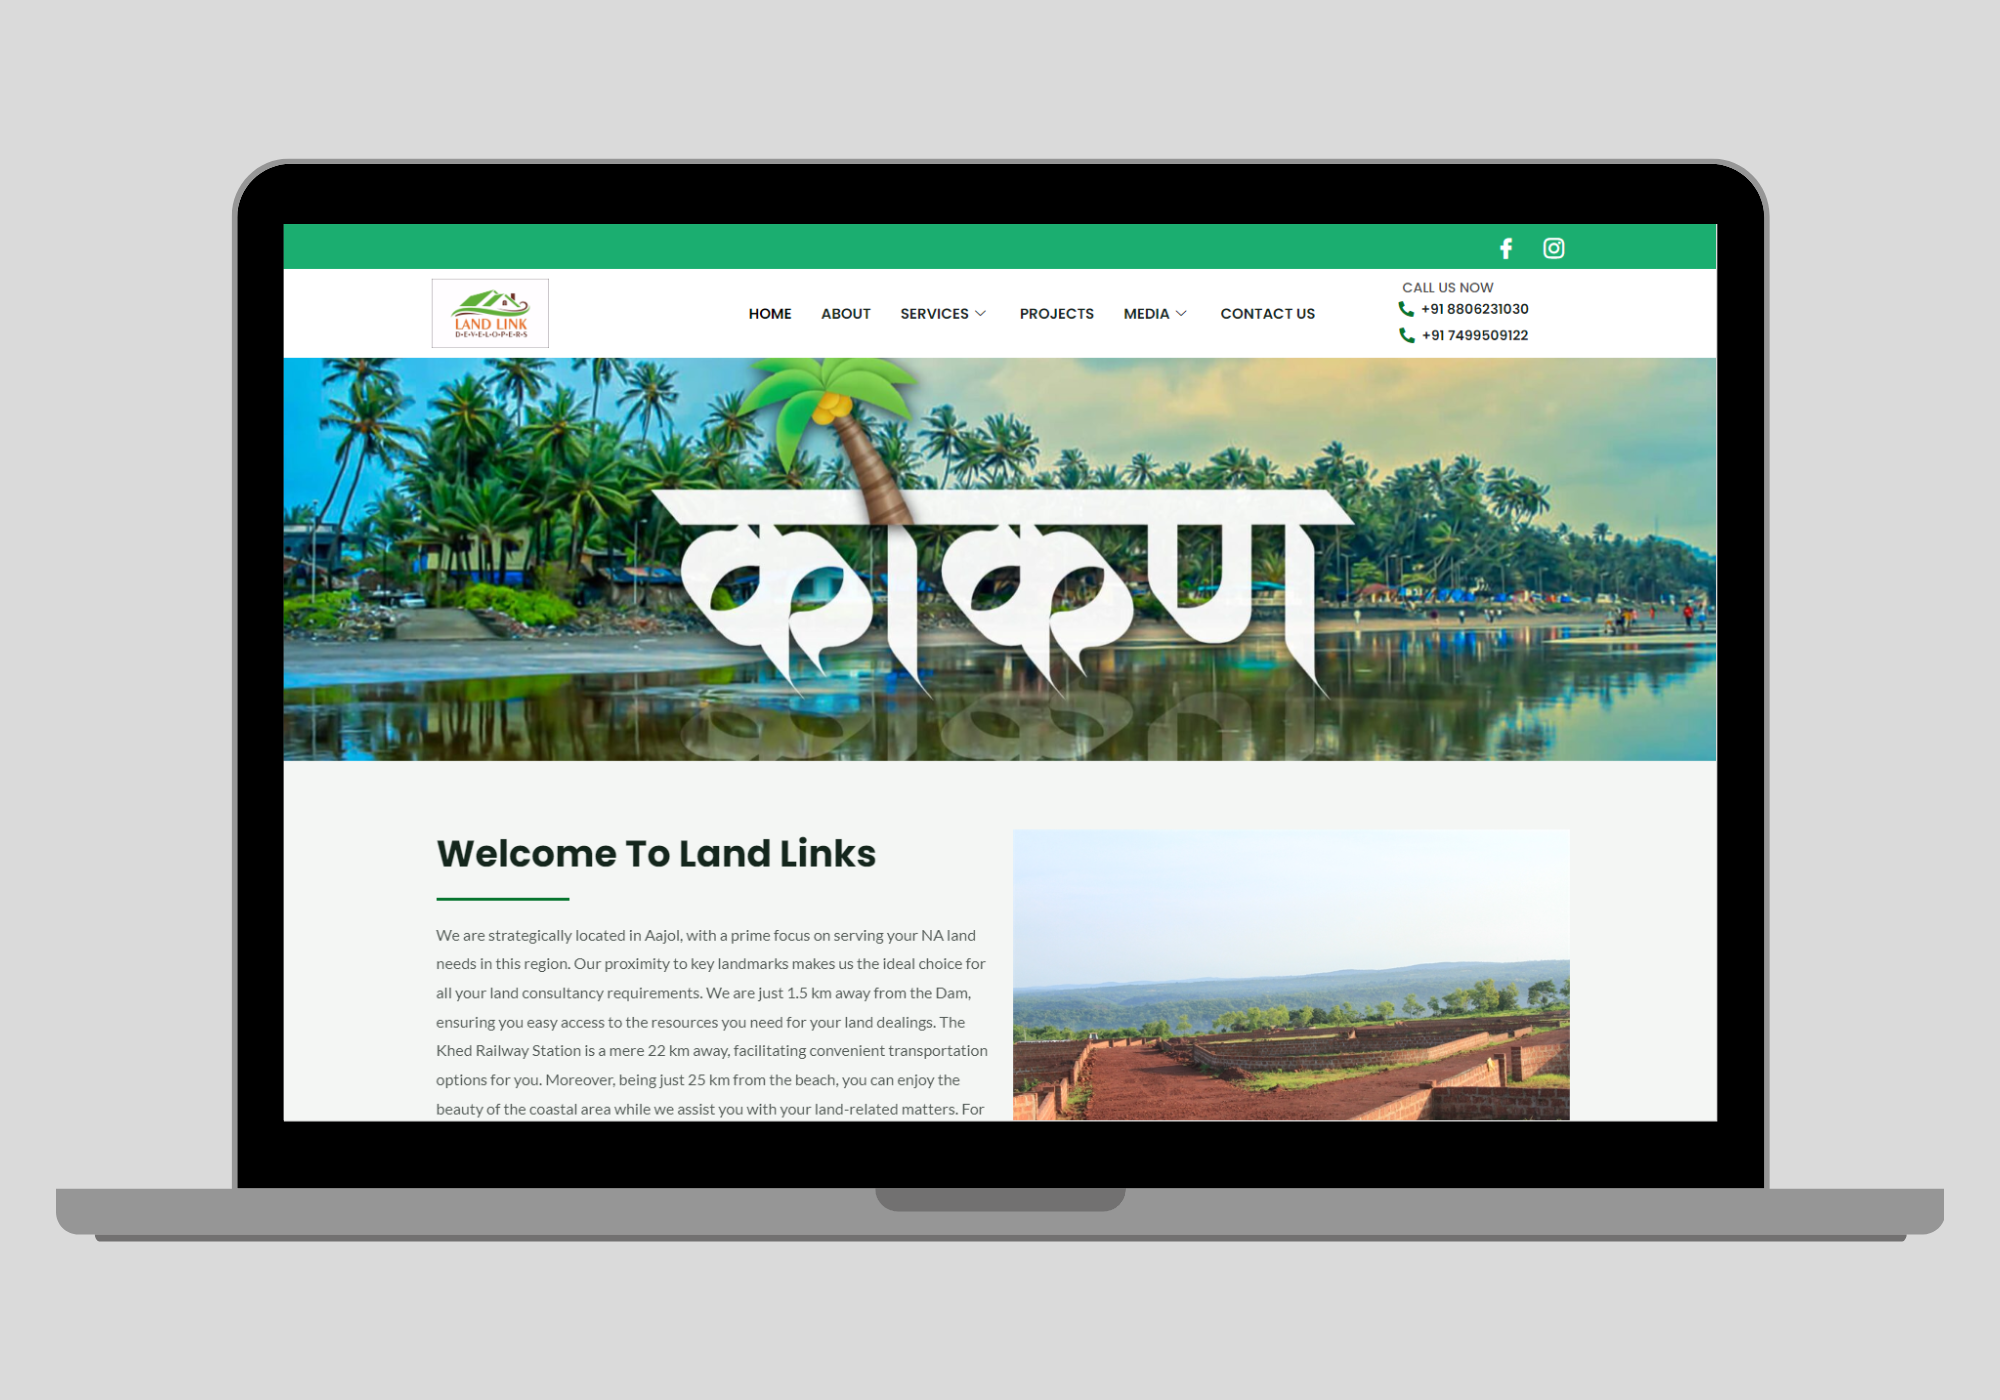 LAND LINK
D•E•V•E•L•O•P•E•R•S
HOME ABOUT SERVICES PROJECTS MEDIA CONTACT US
CALL US NOW
+91 8806231030
+91 7499509122
काकण
Welcome To Land Links
We are strategically located in Aajol, with a prime focus on serving your NA land
needs in this region. Our proximity to key landmarks makes us the ideal choice for
all your land consultancy requirements. We are just 1.5 km away from the Dam,
ensuring you easy access to the resources you need for your land dealings. The
Khed Railway Station is a mere 22 km away, facilitating convenient transportation
options for you. Moreover, being just 25 km from the beach, you can enjoy the
beauty of the coastal area while we assist you with your land-related matters. For